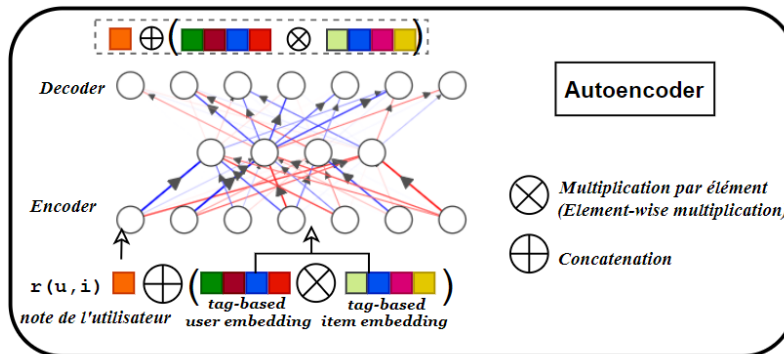 Decoder
Autoencoder
Encoder
Multiplication par élément
(Element-wise multiplication)
Concatenation
r(u,i)
( )
note de l'utilisateur
tag-based
user embedding
tag-based
item embedding